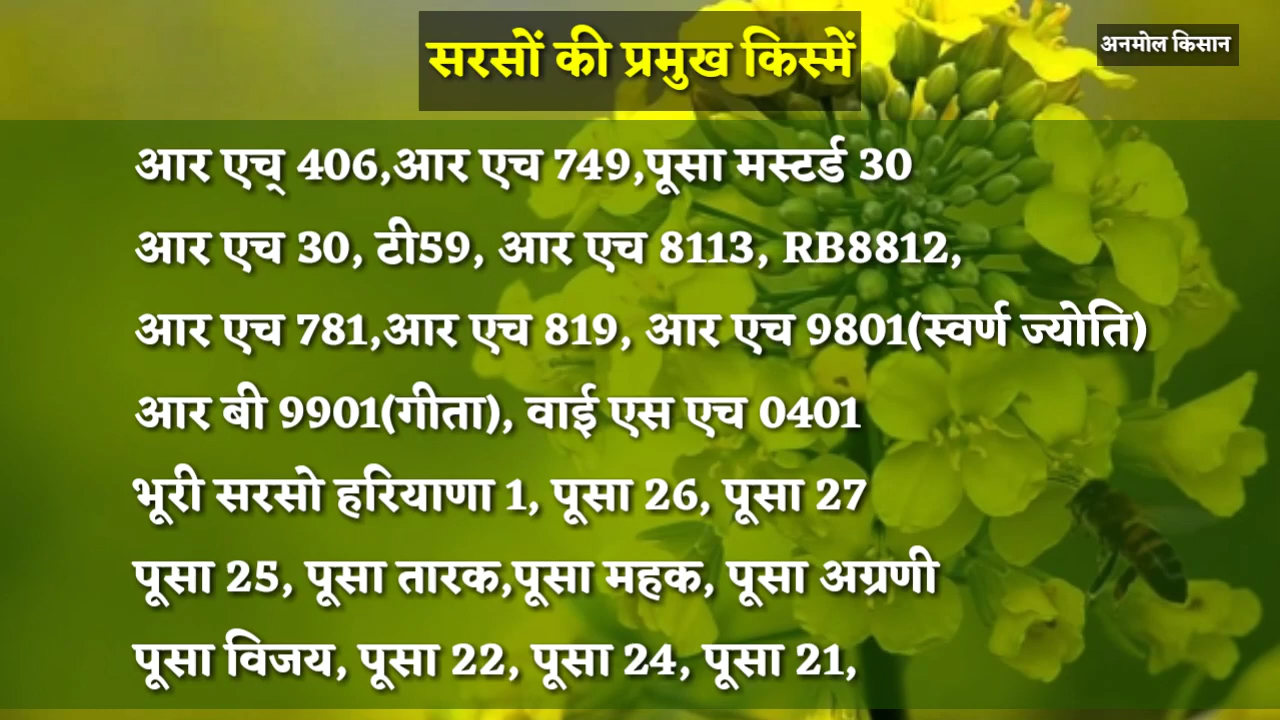 सरसों की प्रमुख किस्में
अनमोल किसान
आर एच् 406,आर एच 749,पूसा मस्टर्ड 30
आर एच 30, टी59, आर एच 8113, RB8812,
आर एच 781,आर एच 819, आर एच 9801(स्वर्ण ज्योति)
आर बी 9901(गीता), वाई एस एच 0401
भूरी सरसो हरियाणा 1, पूसा 26, पूसा 27
पूसा 25, पूसा तारक,पूसा महक, पूसा अग्रणी
पूसा विजय, पूसा 22, पूसा 24, पूसा 21,